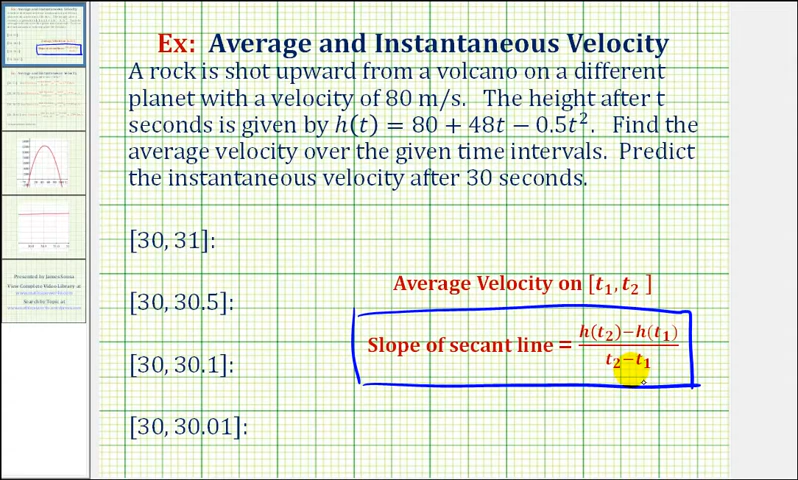 Ex: Average and Instantaneous Velocity
A rock is shot upward from a volcano on a different
planet with a velocity of 80 m/s. The height after t
seconds is given by h(t) = 80 + 48t − 0.5t². Find the
average velocity over the given time intervals. Predict
the instantaneous velocity after 30 seconds.
[30, 31]:
Average Velocity on [t₁, t₂ ]
[30, 30.5]:
Slope of secant line = h(t₂)−h(t₁)
t₂−t₁
[30, 30.1]:
[30, 30.01]: